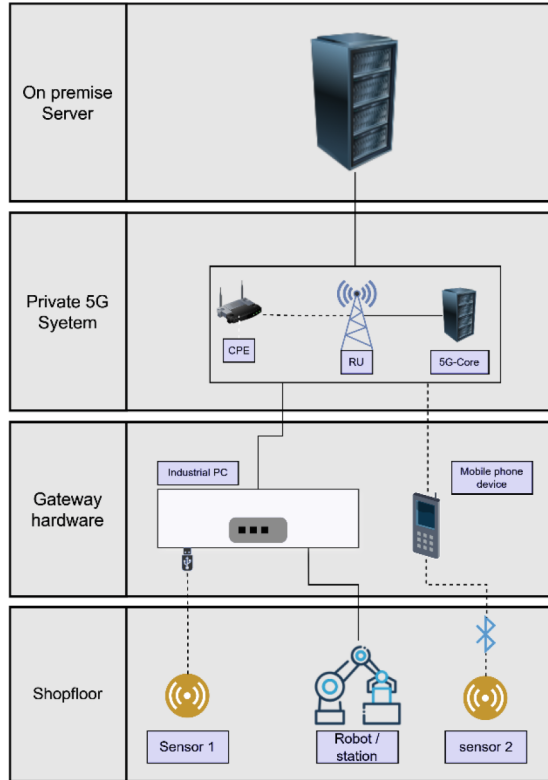 On premise
Server
Private 5G
Syetem
CPE
RU
5G-Core
Gateway
hardware
Industrial PC
Mobile phone
device
Shopfloor
Sensor 1
Robot /
station
sensor 2